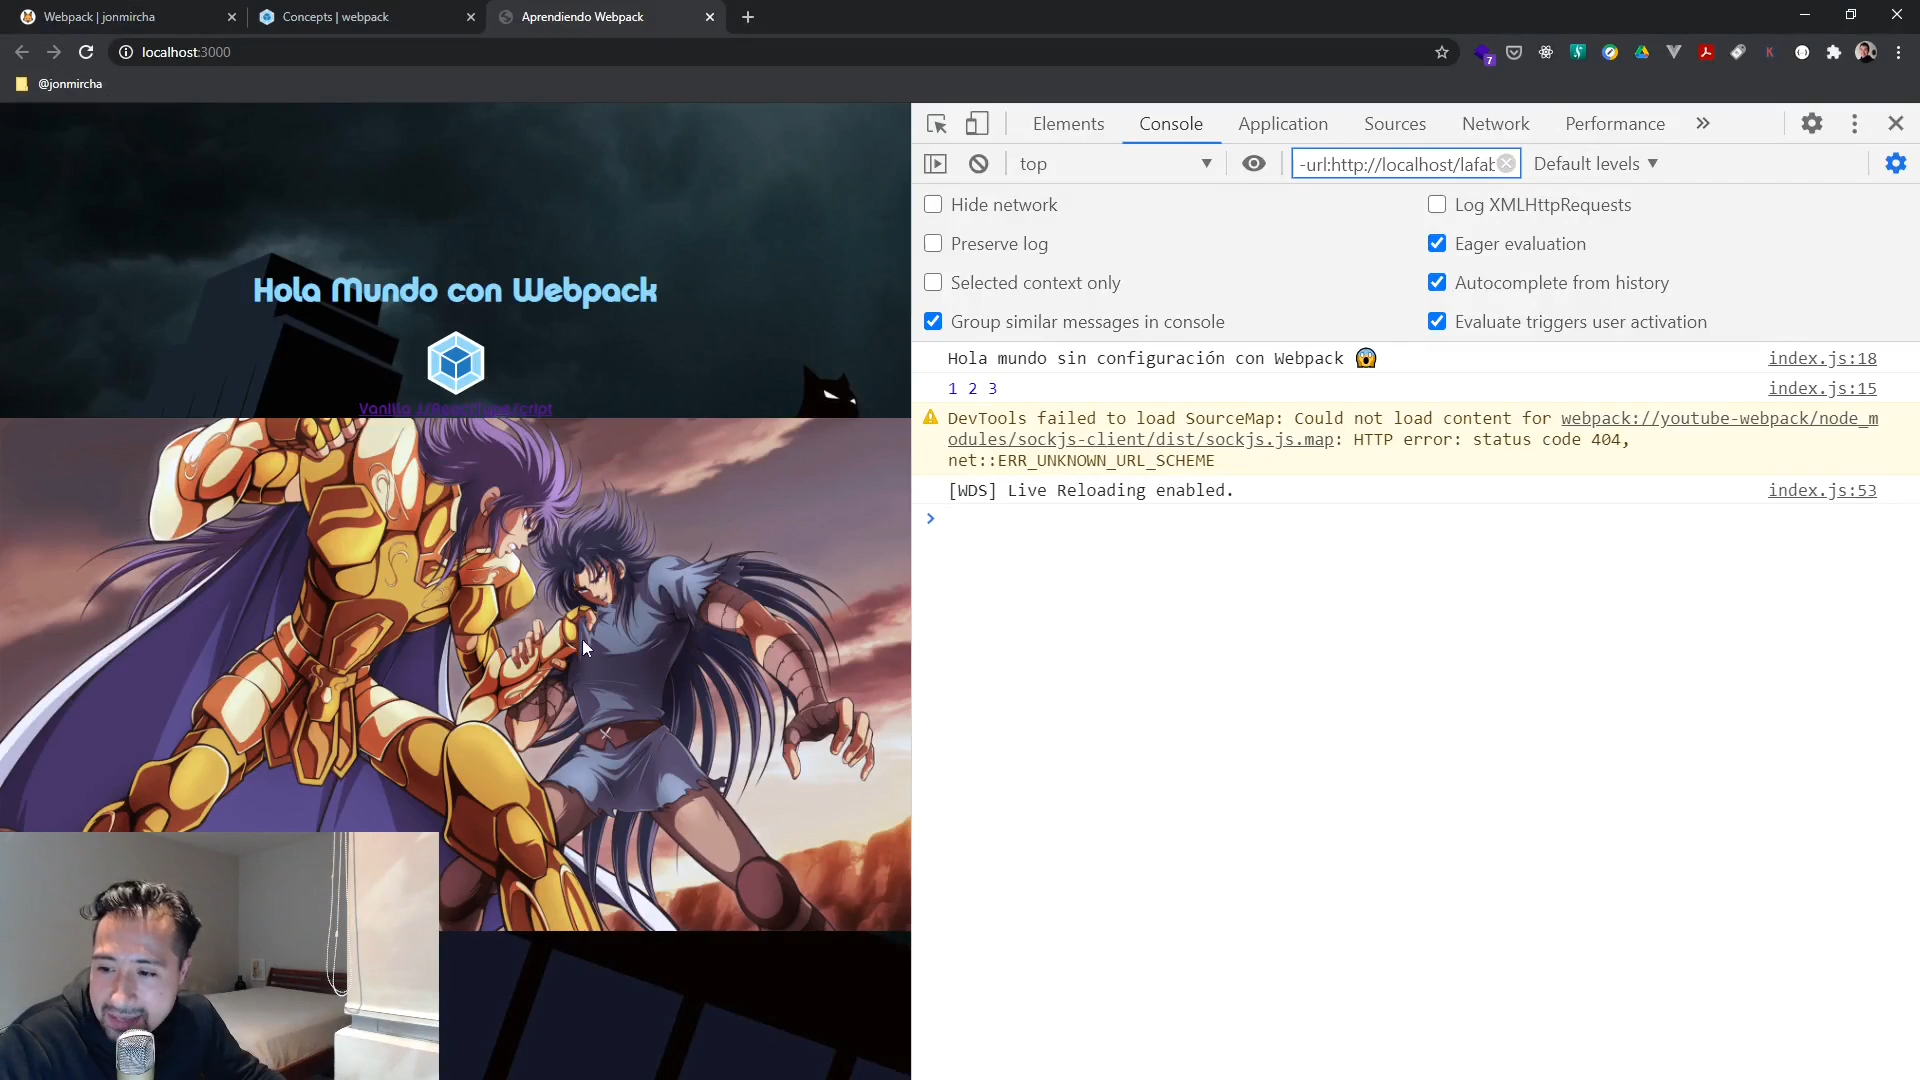 Webpack | jonmircha
Concepts | webpack
Aprendiendo Webpack
localhost:3000
7
@jonmircha
Hola Mundo con Webpack
Elements
Console
Application
Sources
Network
Performance
top
-url:http://localhost/lafab
Default levels
Hide network
Log XMLHttpRequests
Preserve log
Eager evaluation
Selected context only
Autocomplete from history
Group similar messages in console
Evaluate triggers user activation
Hola mundo sin configuración con Webpack 😱 index.js:18
1 2 3 index.js:15
DevTools failed to load SourceMap: Could not load content for webpack://youtube-webpack/node_m
odules/sockjs-client/dist/sockjs.js.map: HTTP error: status code 404,
net::ERR_UNKNOWN_URL_SCHEME
[WDS] Live Reloading enabled. index.js:53